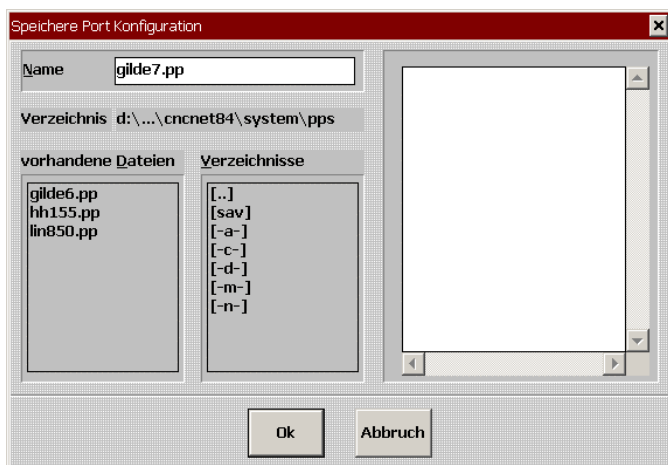 Speichere Port Konfiguration
Name gilde7.pp
Verzeichnis d:\...\cncnet84\system\pps
vorhandene Dateien
gilde6.pp
hh155.pp
lin850.pp
Verzeichnisse
[..]
[sav]
[-a-]
[-c-]
[-d-]
[-m-]
[-n-]
Ok Abbruch